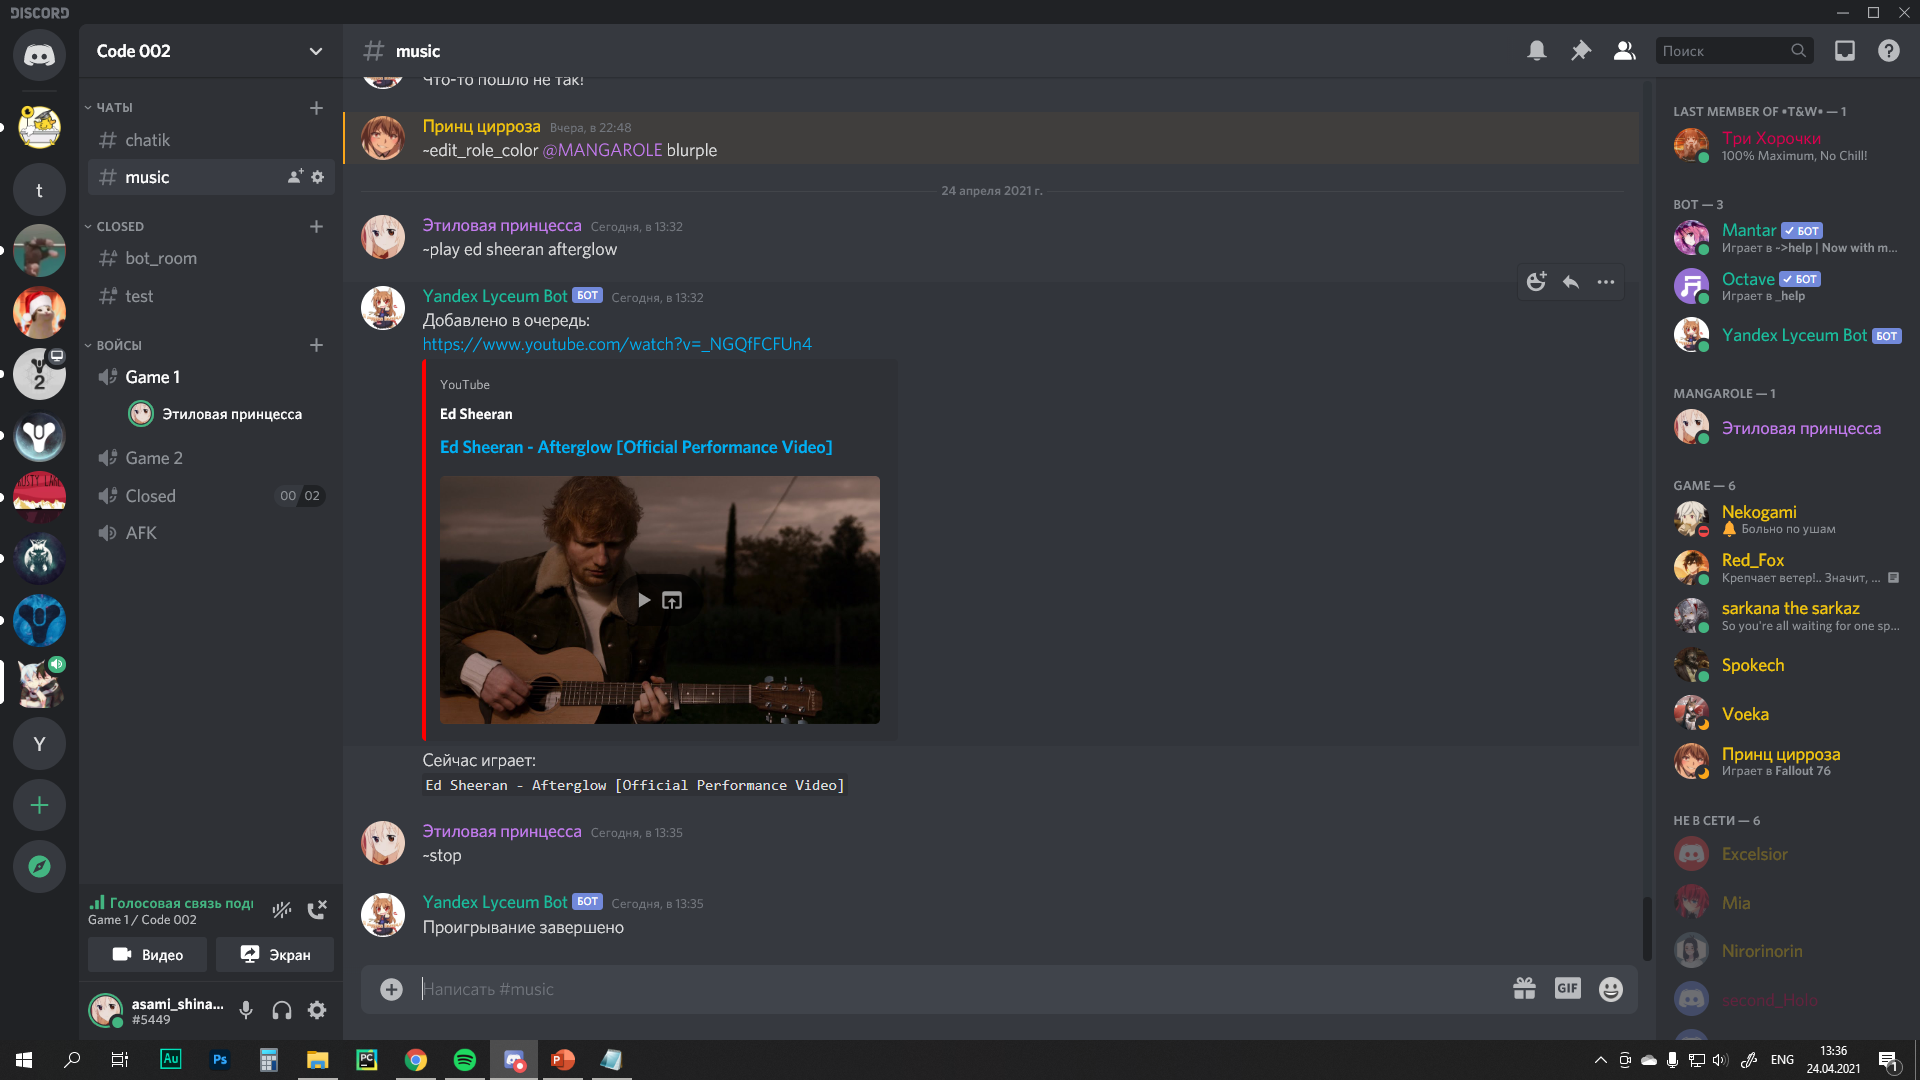 DISCORD
Code 002
ЧАТЫ
chatik
music
CLOSED
bot_room
test
ВОЙСЫ
Game 1
Этиловая принцесса
Game 2
Closed
00 02
AFK
Голосовая связь
Game 1 / Code 002
Видео
Экран
asami_shina...
#5449
t
2
Y
music
Поиск
Что-то пошло не так!
Принц цирроза Вчера, в 22:48
~edit_role_color @MANGAROLE blurple
24 апреля 2021 г.
Этиловая принцесса Сегодня, в 13:32
~play ed sheeran afterglow
Yandex Lyceum Bot БОТ Сегодня, в 13:32
Добавлено в очередь:
https://www.youtube.com/watch?v=_NGQfFCFUn4
YouTube
Ed Sheeran
Ed Sheeran - Afterglow [Official Performance Video]
Сейчас играет:
Ed Sheeran - Afterglow [Official Performance Video]
Этиловая принцесса Сегодня, в 13:35
~stop
Yandex Lyceum Bot БОТ Сегодня, в 13:35
Проигрывание завершено
Написать #music
GIF
LAST MEMBER OF •T&W• — 1
Три Хорочки
100% Maximum, No Chill!
BOT — 3
Mantar БОТ
Играет в ->help | Now with m...
Octave БОТ
Играет в _help
Yandex Lyceum Bot БОТ
MANGAROLE — 1
Этиловая принцесса
GAME — 6
Nekogami
Больно по ушам
Red_Fox
Крепчает ветер!.. Значит, ...
sarkana the sarkaz
So you're all waiting for one sp...
Spokech
Voeka
Принц цирроза
Играет в Fallout 76
НЕ В СЕТИ — 6
Excelsior
Mia
Nirorinorin
second_Holo
Au
Ps
PC
P
ENG
13:36
24.04.2021
1